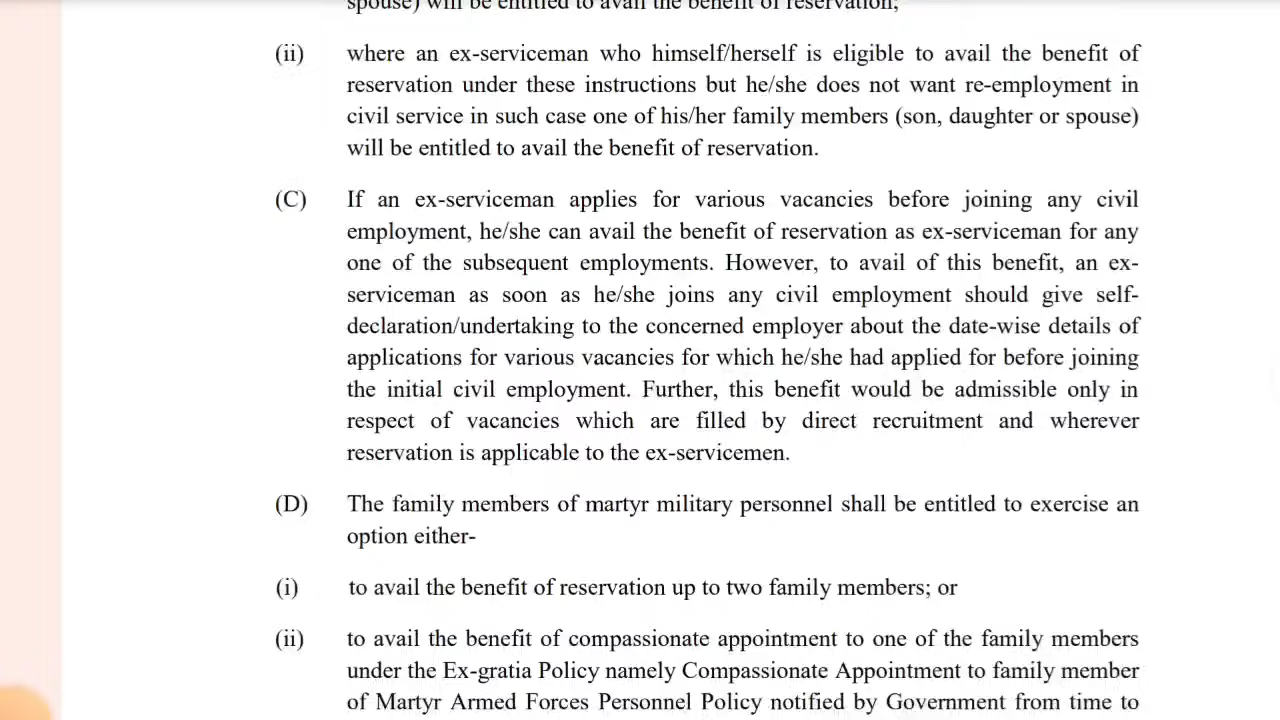 spouse) will be entitled to avail the benefit of reservation;
(ii) where an ex-serviceman who himself/herself is eligible to avail the benefit of
reservation under these instructions but he/she does not want re-employment in
civil service in such case one of his/her family members (son, daughter or spouse)
will be entitled to avail the benefit of reservation.
(C) If an ex-serviceman applies for various vacancies before joining any civil
employment, he/she can avail the benefit of reservation as ex-serviceman for any
one of the subsequent employments. However, to avail of this benefit, an ex-
serviceman as soon as he/she joins any civil employment should give self-
declaration/undertaking to the concerned employer about the date-wise details of
applications for various vacancies for which he/she had applied for before joining
the initial civil employment. Further, this benefit would be admissible only in
respect of vacancies which are filled by direct recruitment and wherever
reservation is applicable to the ex-servicemen.
(D) The family members of martyr military personnel shall be entitled to exercise an
option either-
(i) to avail the benefit of reservation up to two family members; or
(ii) to avail the benefit of compassionate appointment to one of the family members
under the Ex-gratia Policy namely Compassionate Appointment to family member
of Martyr Armed Forces Personnel Policy notified by Government from time to